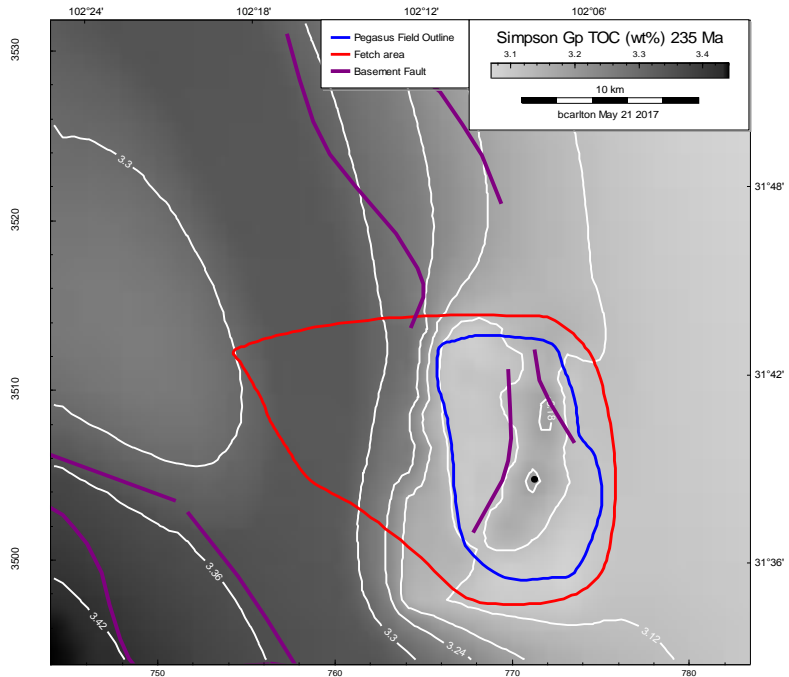 102°24' 102°18' 102°12' 102°06'
Pegasus Field Outline
Fetch area
Basement Fault
Simpson Gp TOC (wt%) 235 Ma
3.1 3.2 3.3 3.4
10 km
bcarlton May 21 2017
3530
3520
3510
3500
31°48'
31°42'
31°36'
3.3
3.36
3.42
3.3
3.24
3.12
750 760 770 780